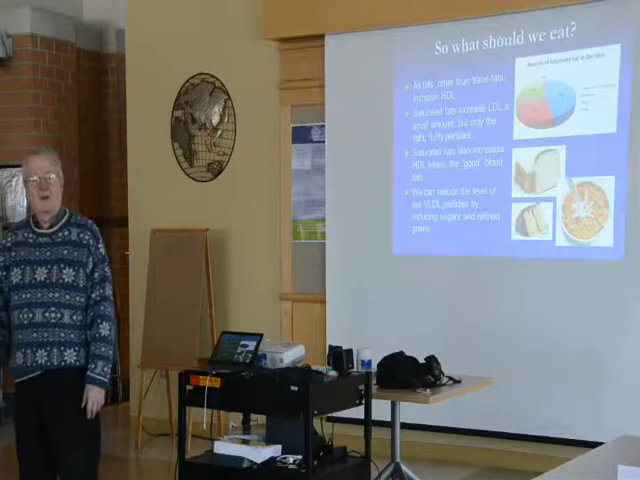 So what should we eat?
All fats, other than trans-fats,
increase HDL.
Saturated fats increase LDL a
small amount, but only the
light, fluffy particles.
Saturated fats also increases
HDL levels, the "good" blood
fats.
We can reduce the level of
our VLDL particles by
reducing sugars and refined
grains.